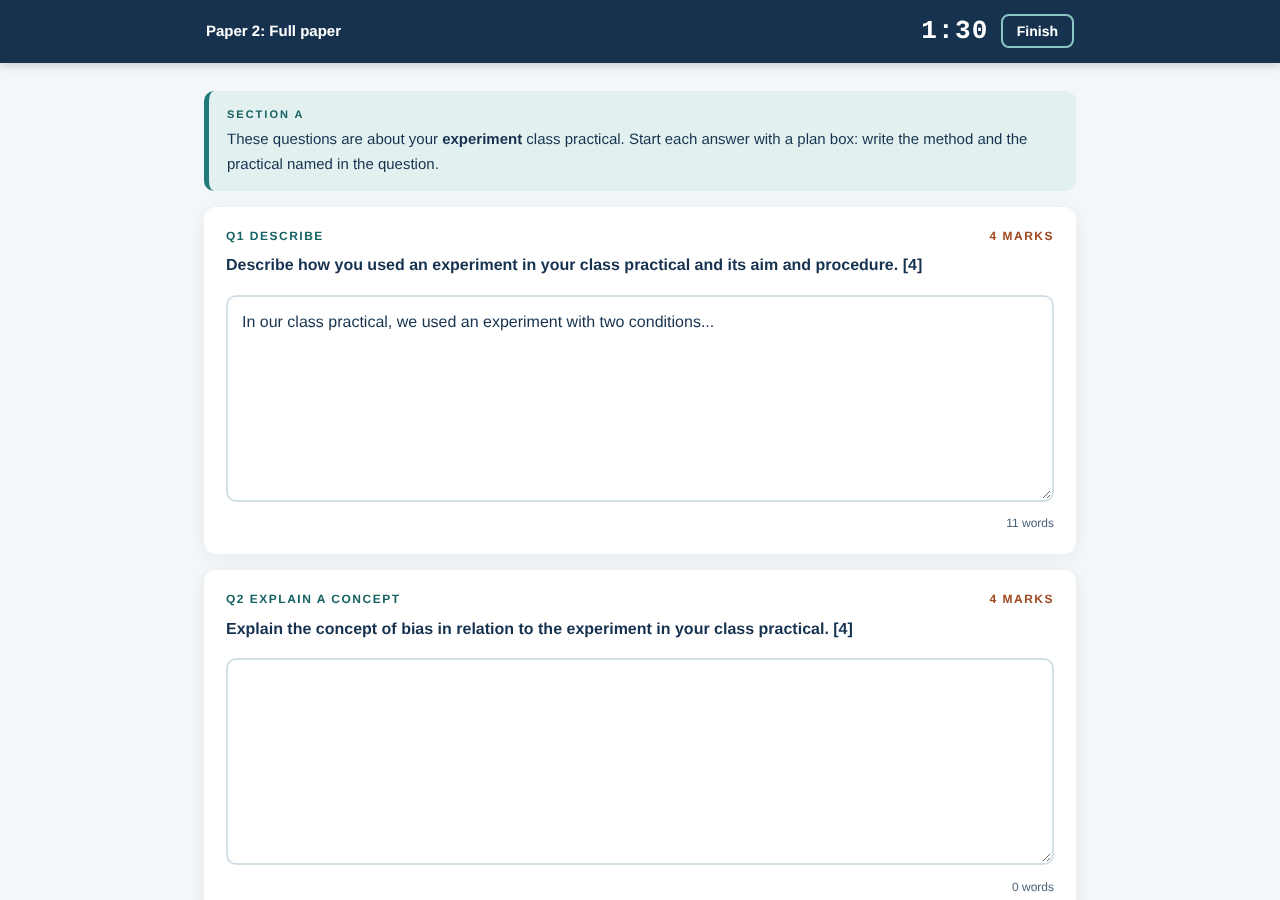 Paper 2: Full paper
1:30
Finish
SECTION A
These questions are about your experiment class practical. Start each answer with a plan box: write the method and the
practical named in the question.
Q1 DESCRIBE
4 MARKS
Describe how you used an experiment in your class practical and its aim and procedure. [4]
In our class practical, we used an experiment with two conditions...
11 words
Q2 EXPLAIN A CONCEPT
4 MARKS
Explain the concept of bias in relation to the experiment in your class practical. [4]
0 words